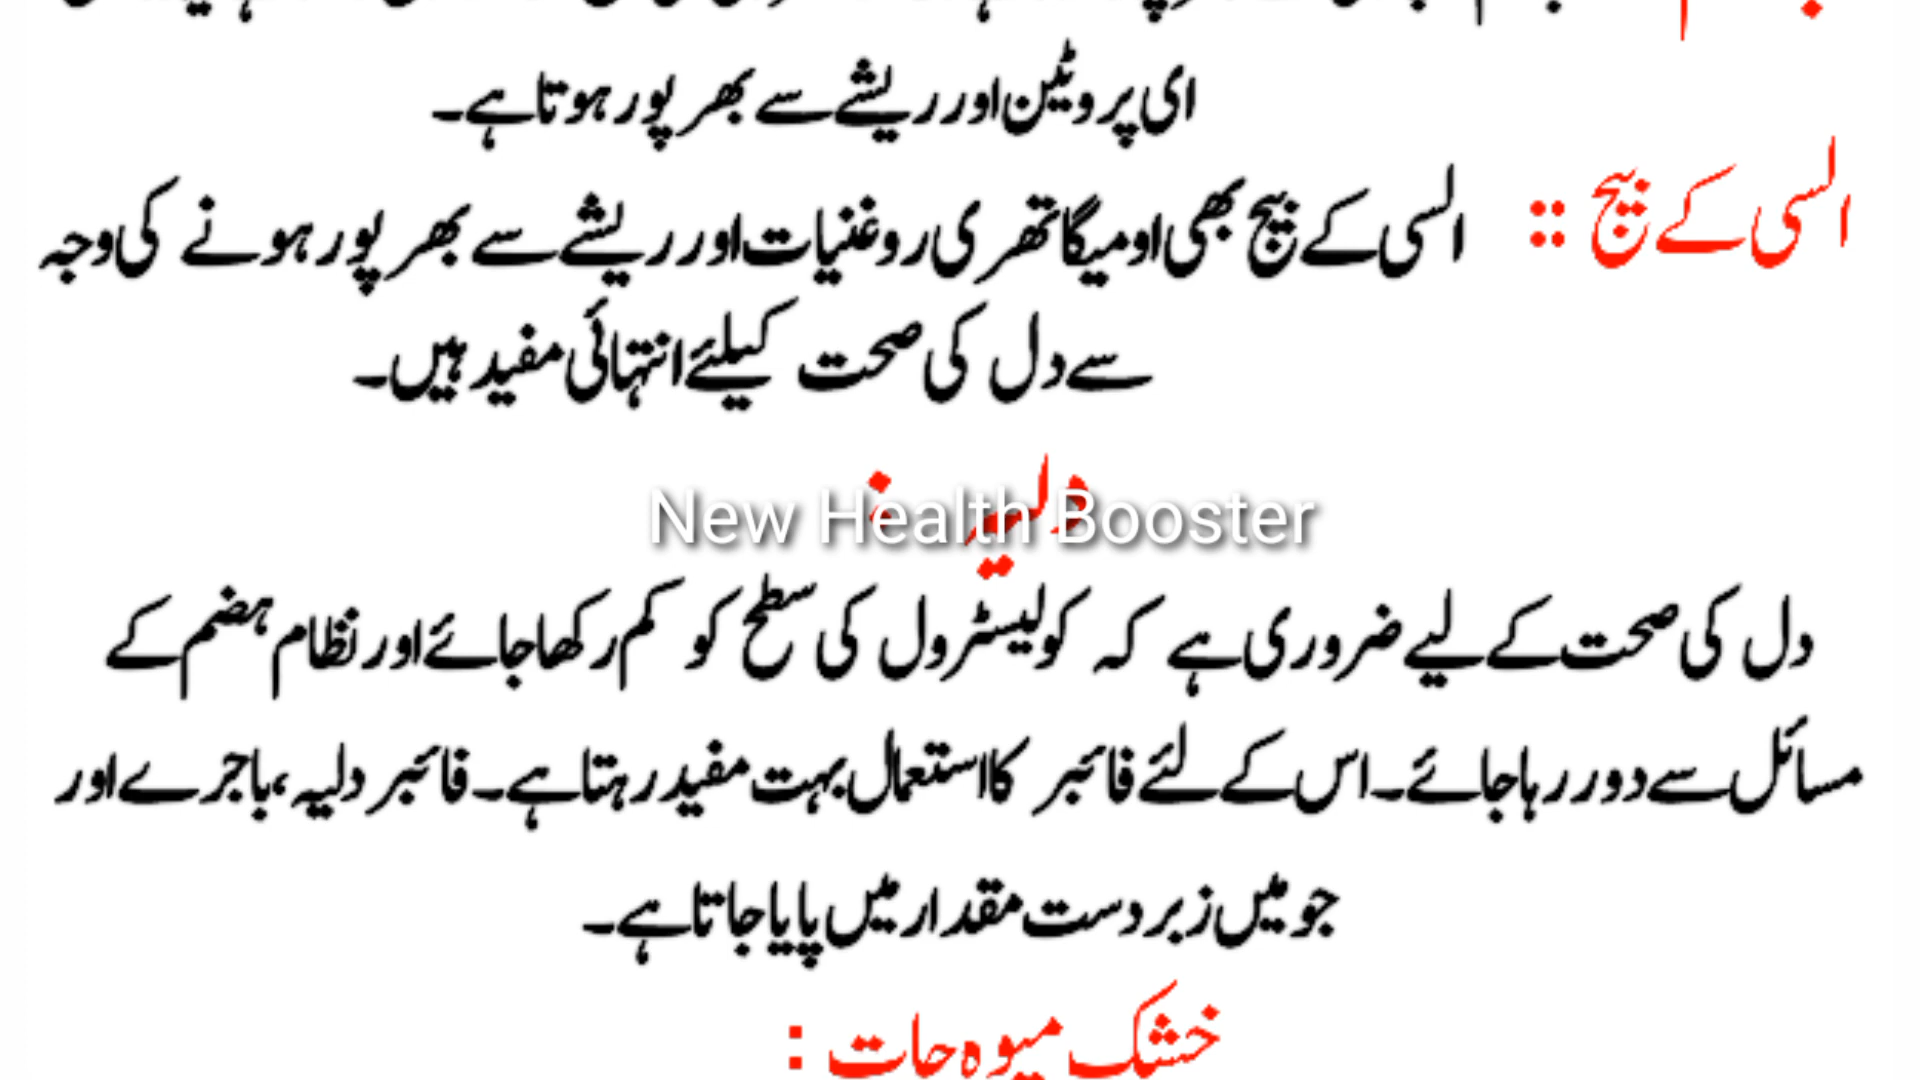 ای پروٹین اور ریشے سے بھرپور ہوتا ہے۔
السی کے بیج :: السی کے بیج بھی اومیگا تھری روغنیات اور ریشے سے بھرپور ہونے کی وجہ
سے دل کی صحت کیلئے انتہائی مفید ہیں۔
دلیہ :
New Health Booster
دل کی صحت کے لیے ضروری ہے کہ کولیسٹرول کی سطح کو کم رکھا جائے اور نظام ہضم کے
مسائل سے دور رہا جائے۔ اس کے لئے فائبر کا استعمال بہت مفید رہتا ہے۔ فائبر دلیہ، باجرے اور
جو میں زبردست مقدار میں پایا جاتا ہے۔
خشک میوہ جات :